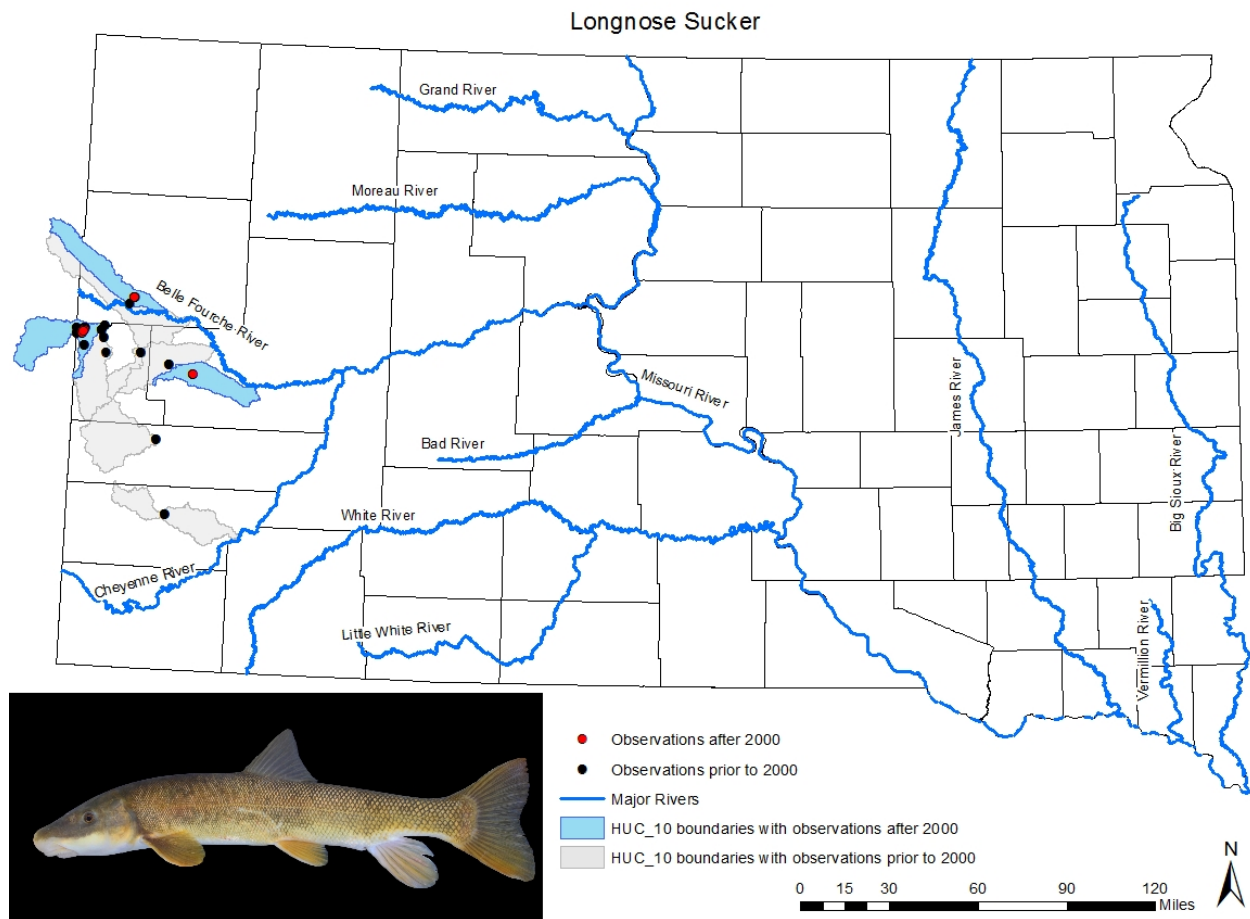 Longnose Sucker
Grand River
Moreau River
Belle Fourche River
Missouri River
James River
Bad River
Big Sioux River
White River
Cheyenne River
Little White River
Vermillion River
Observations after 2000
Observations prior to 2000
Major Rivers
HUC_10 boundaries with observations after 2000
HUC_10 boundaries with observations prior to 2000
N
0 15 30 60 90 120
Miles